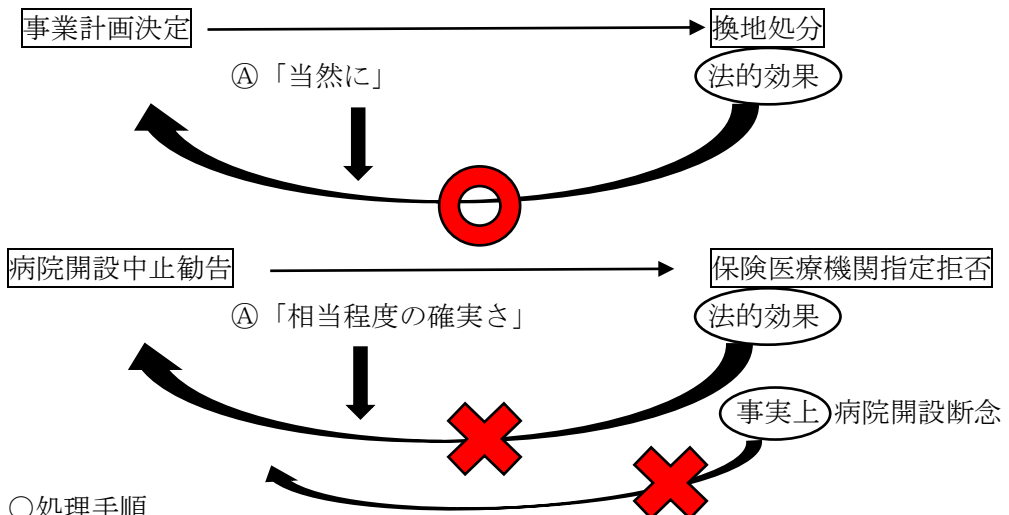 事業計画決定 換地処分
Ⓐ「当然に」 法的効果
病院開設中止勧告 保険医療機関指定拒否
Ⓐ「相当程度の確実さ」 法的効果
事実上 病院開設断念
○処理手順